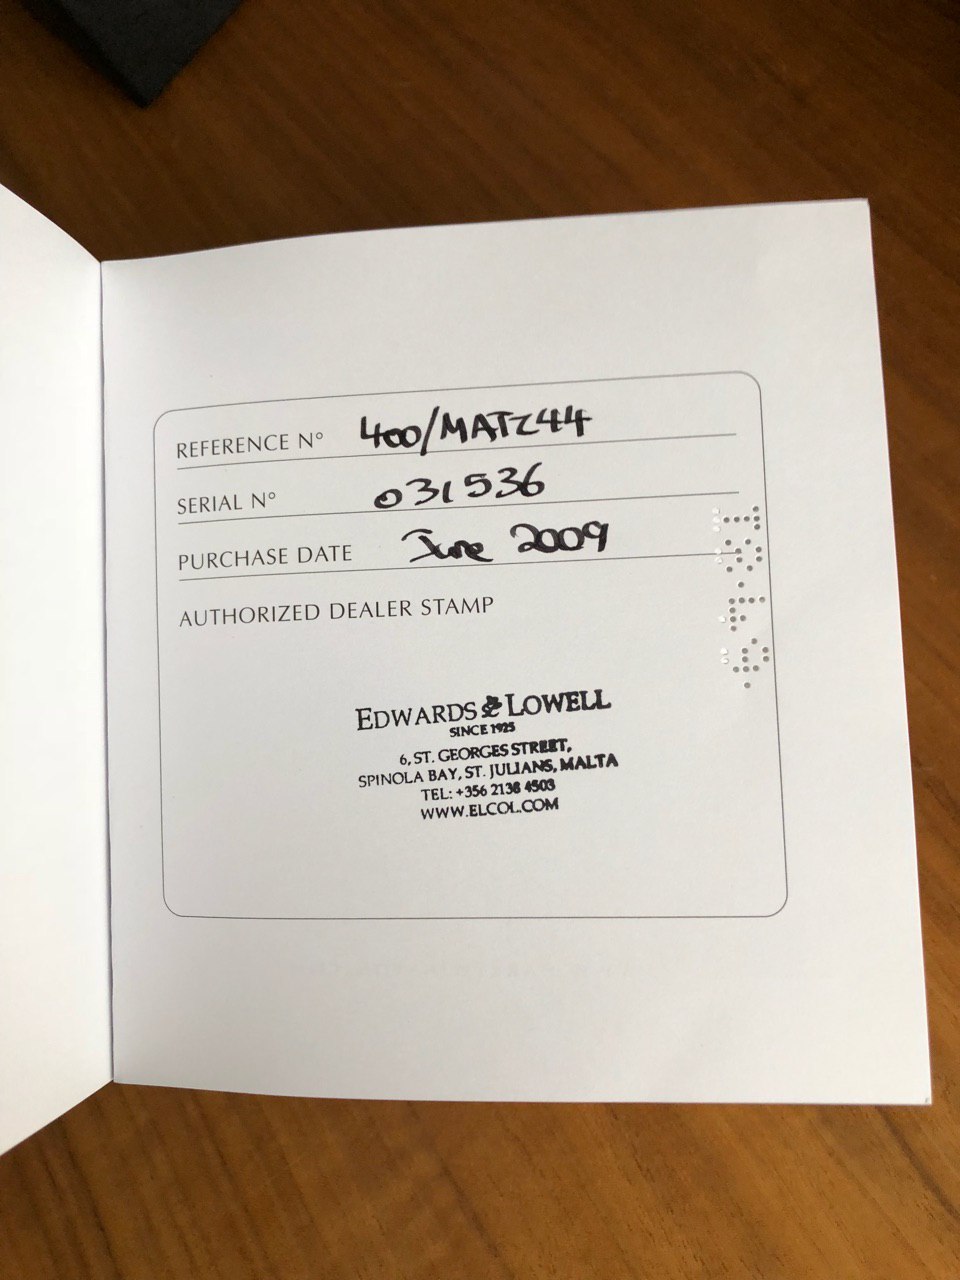 REFERENCE N° 400/MATZ44
SERIAL N° 031536
PURCHASE DATE June 2009
AUTHORIZED DEALER STAMP
EDWARDS & LOWELL
SINCE 1925
6, ST. GEORGES STREET,
SPINOLA BAY, ST. JULIANS, MALTA
TEL: +356 2138 4503
WWW.ELCOL.COM